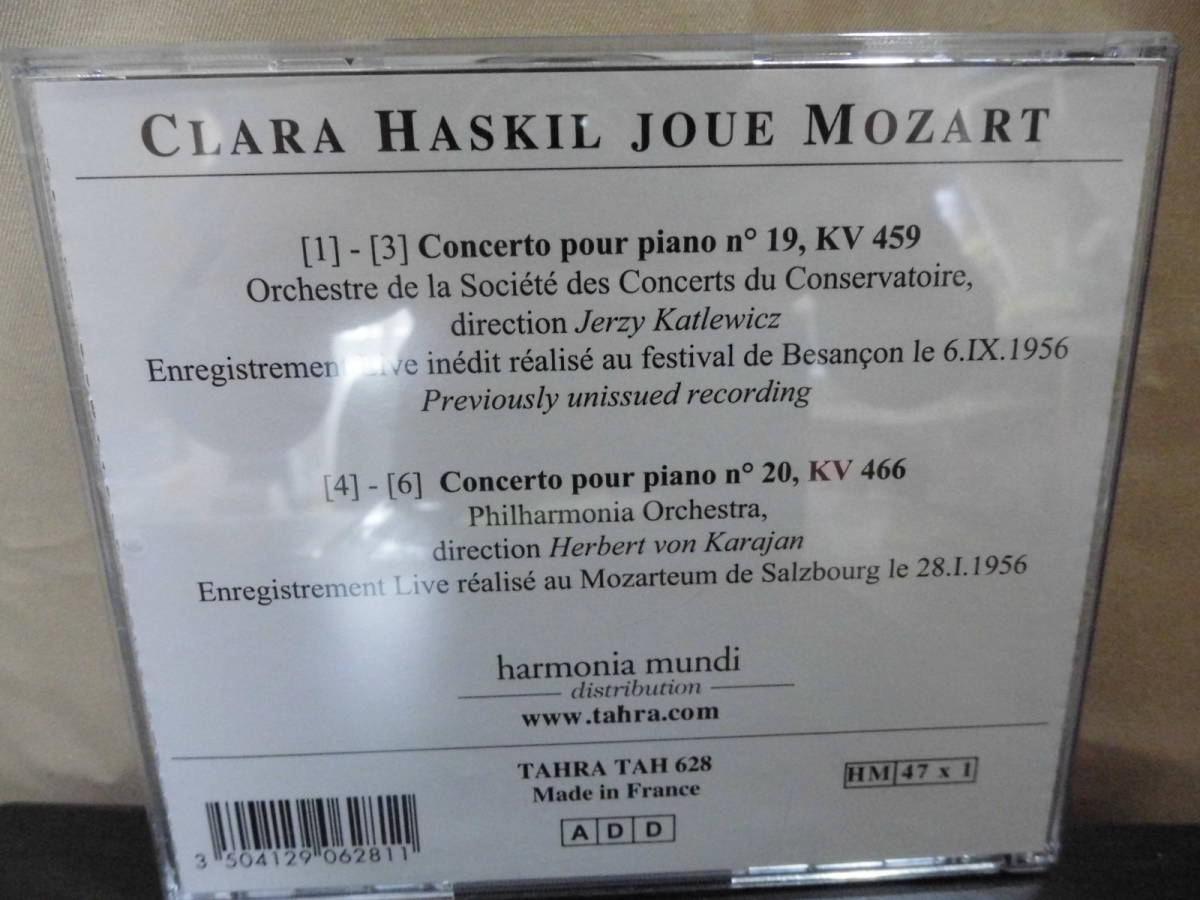 CLARA HASKIL JOUE MOZART
[1] - [3] Concerto pour piano n° 19, KV 459
Orchestre de la Société des Concerts du Conservatoire,
direction Jerzy Katlewicz
Enregistrement Live inédit réalisé au festival de Besançon le 6.IX.1956
Previously unissued recording
[4] - [6] Concerto pour piano n° 20, KV 466
Philharmonia Orchestra,
direction Herbert von Karajan
Enregistrement Live réalisé au Mozarteum de Salzbourg le 28.I.1956
harmonia mundi
distribution
www.tahra.com
TAHRA TAH 628
Made in France
HM 47 x 1
A D D
3 504129 062811